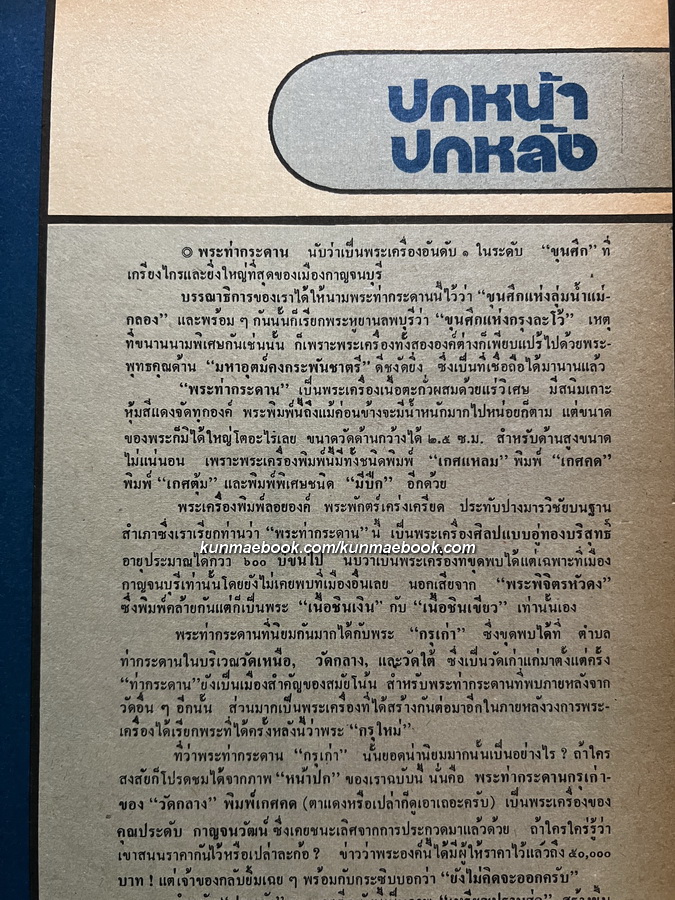 ปกหน้า
ปกหลัง
◎ พระท่ากระดาน นับว่าเป็นพระเครื่องอันดับ ๑ ในระดับ “ขุนศึก” ที่
เกรียงไกรและยิ่งใหญ่ที่สุดของเมืองกาญจนบุรี
บรรณาธิการของเราได้ให้นามพระท่ากระดานนี้ไว้ว่า “ขุนศึกแห่งลุ่มน้ำแม่-
กลอง” และพร้อม ๆ กันนั้นก็เรียกพระหูยานลพบุรีว่า “ขุนศึกแห่งกรุงละโว้” เหตุ
ที่ขนานนามพิเศษกันเช่นนั้น ก็เพราะพระเครื่องทั้งสององค์ต่างก็เพียบแปร้ไปด้วยพระ-
พุทธคุณด้าน “มหาอุตม์คงกระพันชาตรี” ดีชงัดยิ่ง ซึ่งเป็นที่เชื่อถือได้มานานแล้ว
“พระท่ากระดาน” เป็นพระเครื่องเนื้อตะกั่วผสมด้วยแร่วิเศษ มีสนิมเกาะ
หุ้มสีแดงจัดทุกองค์ พระพิมพ์นี้ถึงแม้ค่อนข้างจะมีน้ำหนักมากไปหน่อยก็ตาม แต่ขนาด
ของพระก็มิได้ใหญ่โตอะไรเลย ขนาดวัดด้านกว้างได้ ๒.๕ ซ.ม. สำหรับด้านสูงขนาด
ไม่แน่นอน เพราะพระเครื่องพิมพ์นี้มีทั้งชนิดพิมพ์ “เกศแหลม” พิมพ์ “เกศคด”
พิมพ์ “เกศตุ้ม” และพิมพ์พิเศษชนิด “มีปีก” อีกด้วย
พระเครื่องพิมพ์ลอยองค์ พระพักตร์เคร่งเครียด ประทับปางมารวิชัยบนฐาน
สำเภาซึ่งเราเรียกท่านว่า “พระท่ากระดาน” นี้ เป็นพระเครื่องศิลปแบบอู่ทองบริสุทธิ์
อายุประมาณได้กว่า ๖๐๐ ปีขึ้นไป นับว่าเป็นพระเครื่องที่ขุดพบได้แต่เฉพาะที่เมือง
kunmaebook.com/kunmaebook.com
กาญจนบุรีเท่านั้นโดยยังไม่เคยพบที่เมืองอื่นเลย นอกเสียจาก “พระพิจิตรหัวดง”
ซึ่งพิมพ์คล้ายกันแต่ก็เป็นพระ “เนื้อชินเงิน” กับ “เนื้อชินเขียว” เท่านั้นเอง
พระท่ากระดานที่นิยมกันมากได้กับพระ “กรุเก่า” ซึ่งขุดพบได้ที่ ตำบล
ท่ากระดานในบริเวณวัดเหนือ, วัดกลาง, และวัดใต้ ซึ่งเป็นวัดเก่าแก่มาตั้งแต่ครั้ง
“ท่ากระดาน” ยังเป็นเมืองสำคัญของสมัยโน้น สำหรับพระท่ากระดานที่พบภายหลังจาก
วัดอื่น ๆ อีกนั้น ส่วนมากเป็นพระเครื่องที่ได้สร้างกันต่อมาอีกในภายหลังวงการพระ-
เครื่องได้เรียกพระที่ได้ครั้งหลังนี้ว่าพระ “กรุใหม่”
ที่ว่าพระท่ากระดาน “กรุเก่า” นั้นยอดน่านิยมมากนั้นเป็นอย่างไร ? ถ้าใคร
สงสัยก็โปรดชมได้จากภาพ “หน้าปก” ของเราฉบับนี้ นั่นคือ พระท่ากระดานกรุเก่า-
ของ “วัดกลาง” พิมพ์เกศคด (ตาแดงหรือเปล่าก็ดูเอาเถอะครับ) เป็นพระเครื่องของ
คุณประดับ กาญจนวัฒน์ ซึ่งเคยชนะเลิศจากการประกวดมาแล้วด้วย ถ้าใครใคร่รู้ว่า
เขาสนนราคากันไว้หรือเปล่าละก้อ ? ข่าวว่าพระองค์นี้ได้มีผู้ให้ราคาไว้แล้วถึง ๕๐,๐๐๐
บาท ! แต่เจ้าของกลับยิ้มเฉย ๆ พร้อมกับกระซิบบอกว่า “ยังไม่คิดจะออกครับ”